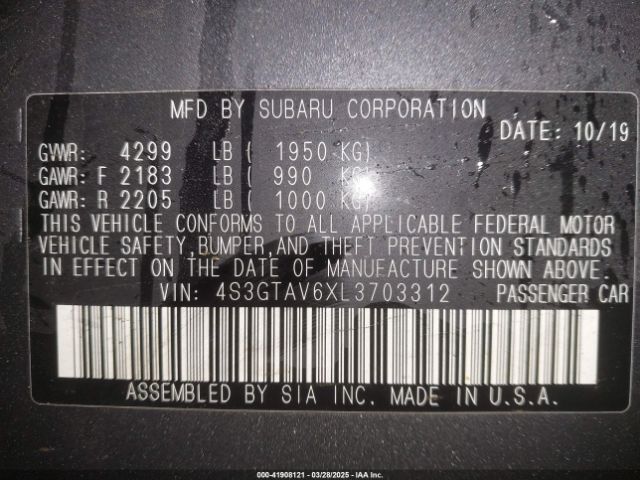 MFD BY SUBARU CORPORATION
DATE: 10/19
GVWR: 4299 LB ( 1950 KG)
GAWR: F 2183 LB ( 990 KG)
GAWR: R 2205 LB ( 1000 KG)
THIS VEHICLE CONFORMS TO ALL APPLICABLE FEDERAL MOTOR
VEHICLE SAFETY,BUMPER,AND THEFT PREVENTION STANDARDS
IN EFFECT ON THE DATE OF MANUFACTURE SHOWN ABOVE.
VIN: 4S3GTAV6XL3703312 PASSENGER CAR
ASSEMBLED BY SIA INC. MADE IN U.S.A.
000-41908121 — 03/28/2025 — IAA Inc.